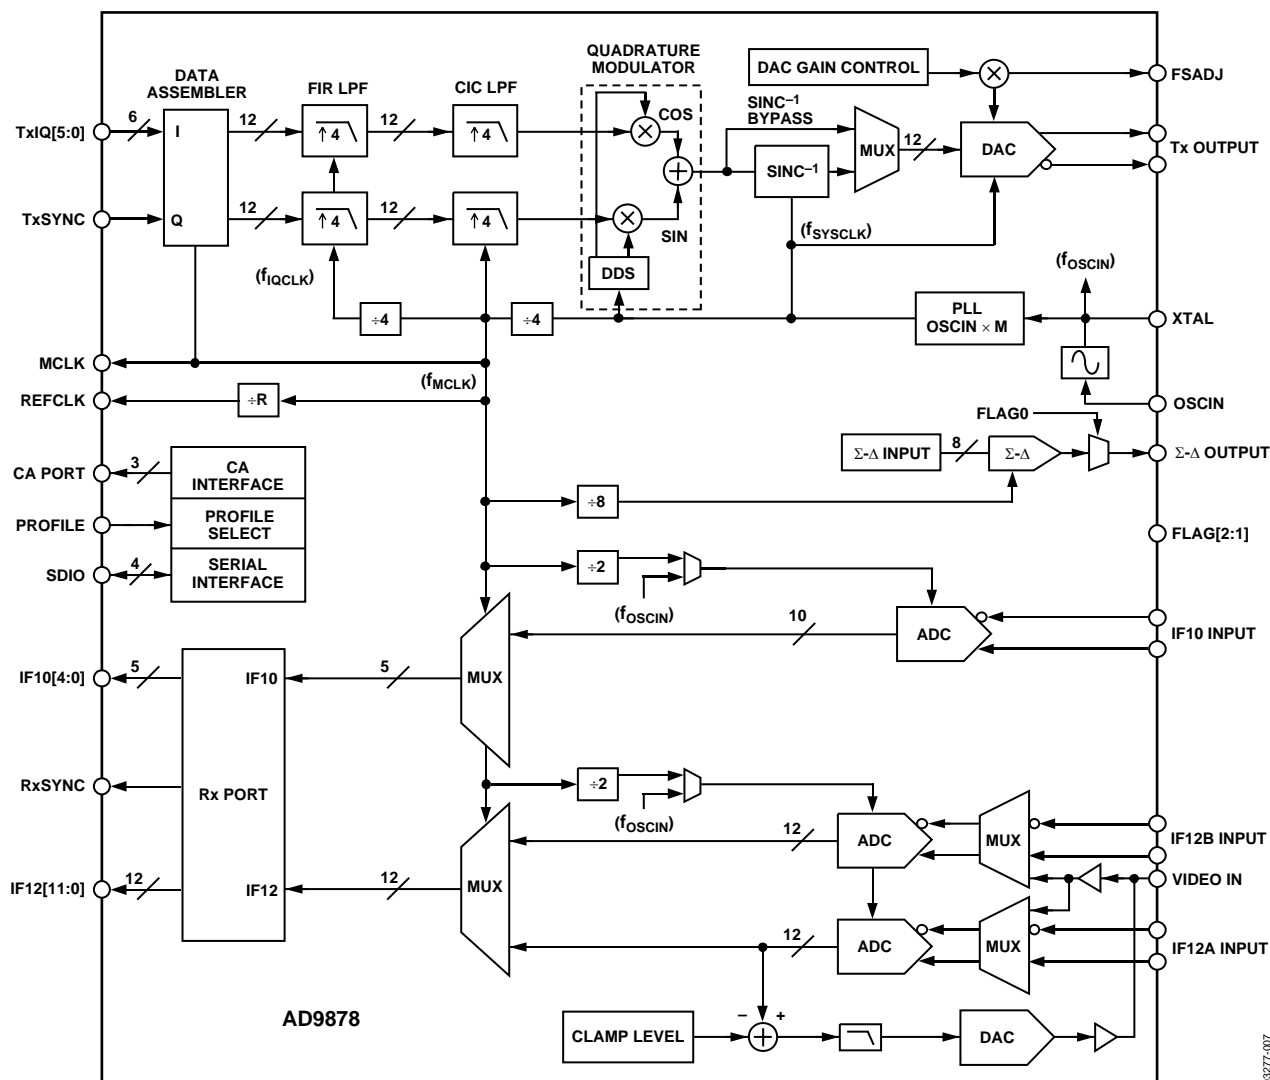 QUADRATURE
MODULATOR
DAC GAIN CONTROL
FSADJ
DATA
ASSEMBLER
FIR LPF
CIC LPF
COS
SINC–1
BYPASS
TxIQ[5:0]
6
I
12
↑4
12
↑4
MUX
12
DAC
Tx OUTPUT
SINC–1
TxSYNC
Q
12
↑4
12
↑4
SIN
(fSYSCLK)
(fIQCLK)
DDS
(fOSCIN)
÷4
÷4
PLL
OSCIN × M
XTAL
MCLK
(fMCLK)
REFCLK
÷R
OSCIN
FLAG0
CA PORT
3
CA
INTERFACE
Σ-Δ INPUT
8
Σ-Δ
Σ-Δ OUTPUT
÷8
PROFILE
PROFILE
SELECT
FLAG[2:1]
SDIO
4
SERIAL
INTERFACE
÷2
(fOSCIN)
10
ADC
IF10 INPUT
IF10[4:0]
5
IF10
5
MUX
RxSYNC
Rx PORT
÷2
(fOSCIN)
12
ADC
MUX
IF12B INPUT
IF12[11:0]
12
IF12
12
MUX
VIDEO IN
12
ADC
MUX
IF12A INPUT
AD9878
CLAMP LEVEL
–
+
DAC
3277-007